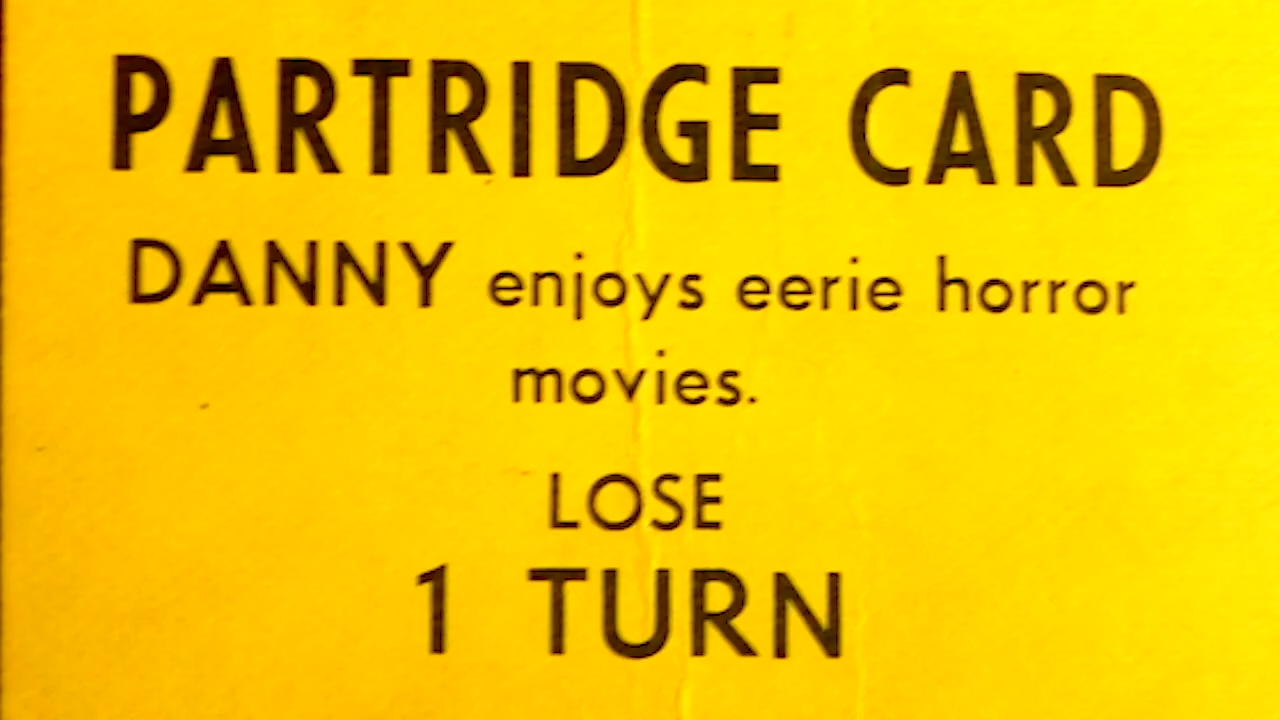 PARTRIDGE CARD
DANNY enjoys eerie horror
movies.
LOSE
1 TURN